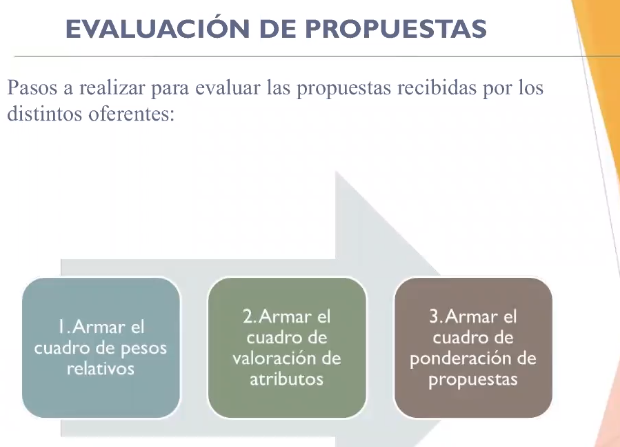 EVALUACIÓN DE PROPUESTAS
Pasos a realizar para evaluar las propuestas recibidas por los
distintos oferentes:
1.Armar el
cuadro de pesos
relativos
2.Armar el
cuadro de
valoración de
atributos
3.Armar el
cuadro de
ponderación de
propuestas